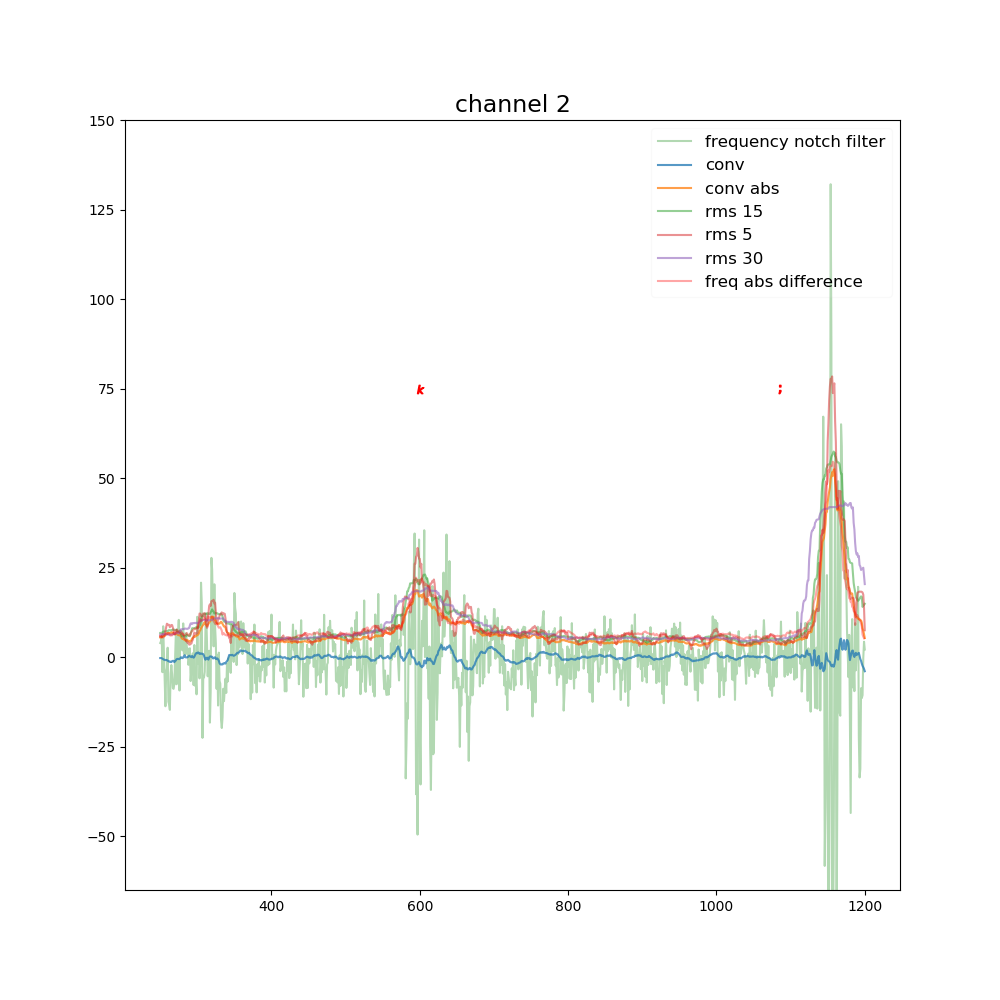 channel 2
150
125
100
75
50
25
0
−25
−50
frequency notch filter
conv
conv abs
rms 15
rms 5
rms 30
freq abs difference
k ;
400 600 800 1000 1200